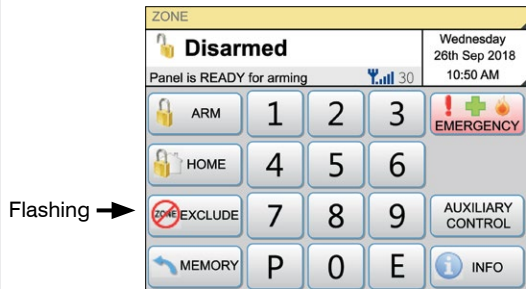 ZONE
Disarmed
Panel is READY for arming 30
Wednesday
26th Sep 2018
10:50 AM
ARM 1 2 3 EMERGENCY
HOME 4 5 6
Flashing ZONE EXCLUDE 7 8 9 AUXILIARY
CONTROL
MEMORY P 0 E i INFO